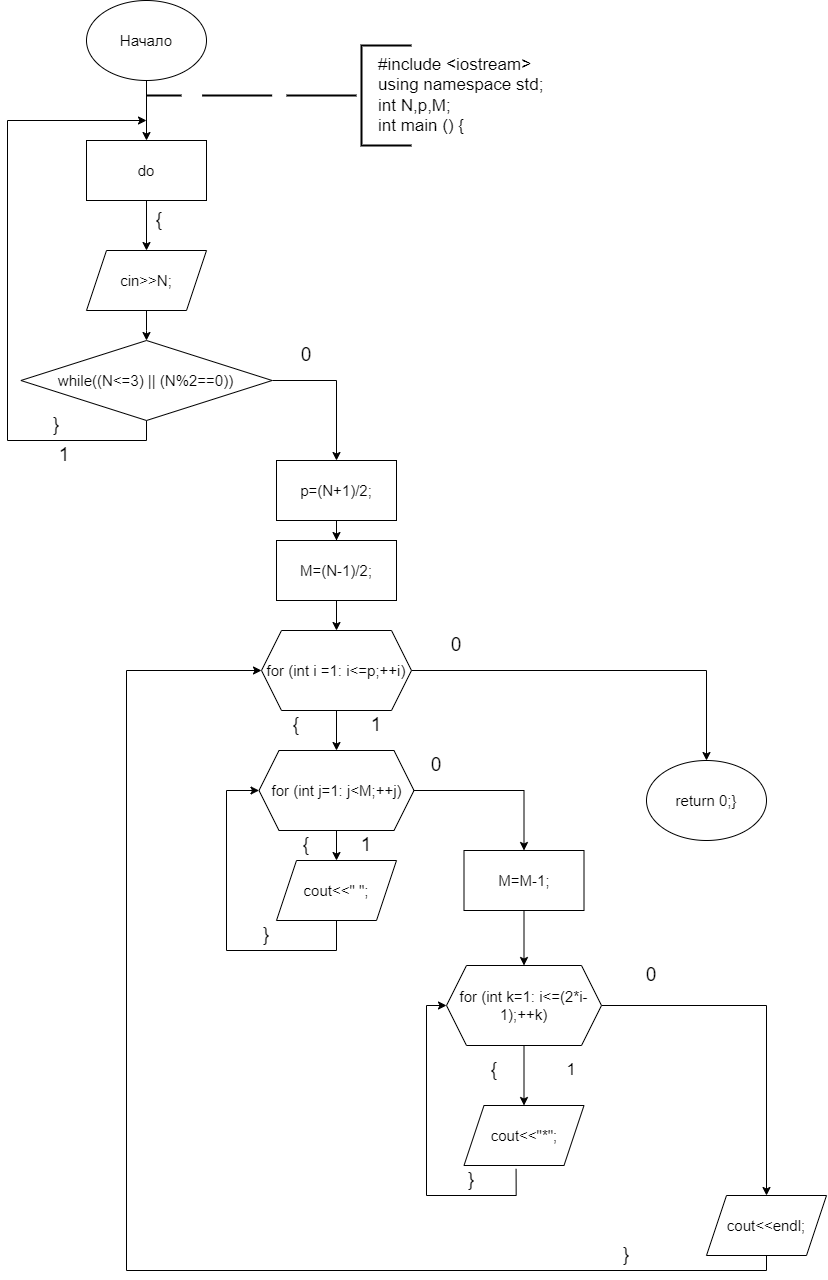 Начало
#include <iostream>
using namespace std;
int N,p,M;
int main () {
do
{
cin>>N;
while((N<=3) || (N%2==0))
0
}
1
p=(N+1)/2;
M=(N-1)/2;
for (int i =1: i<=p;++i)
0
{
1
for (int j=1: j<M;++j)
0
return 0;}
{
1
cout<<" ";
}
M=M-1;
for (int k=1: i<=(2*i-
1);++k)
0
{
1
cout<<"*";
}
cout<<endl;
}